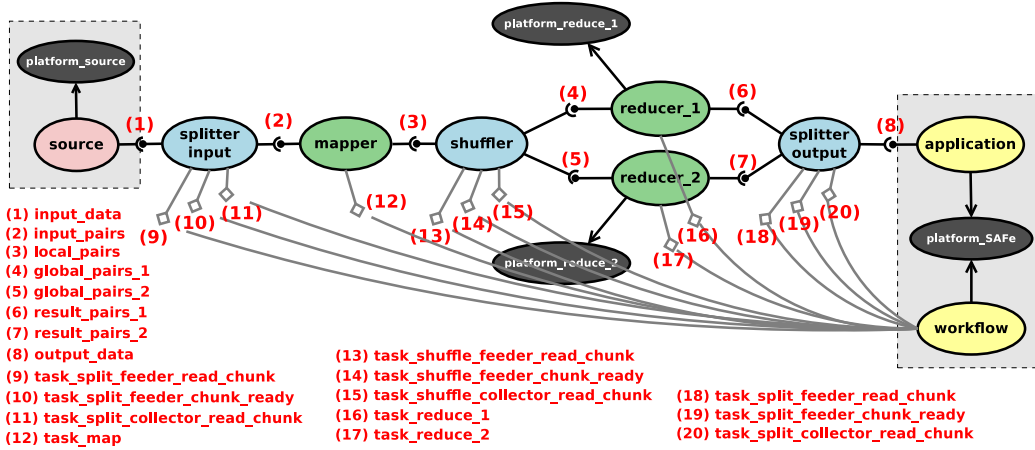 platform_reduce_1
platform_source
(1)
(2)
(3)
(4)
(6)
(8)
source
splitter
input
mapper
shuffler
reducer_1
splitter
output
application
(5)
reducer_2
(7)
(9)
(10)
(11)
(12)
(13)
(14)
(15)
(16)
(17)
(18)
(19)
(20)
platform_reduce_2
platform_SAFe
workflow
(1) input_data
(2) input_pairs
(3) local_pairs
(4) global_pairs_1
(5) global_pairs_2
(6) result_pairs_1
(7) result_pairs_2
(8) output_data
(9) task_split_feeder_read_chunk
(10) task_split_feeder_chunk_ready
(11) task_split_collector_read_chunk
(12) task_map
(13) task_shuffle_feeder_read_chunk
(14) task_shuffle_feeder_chunk_ready
(15) task_shuffle_collector_read_chunk
(16) task_reduce_1
(17) task_reduce_2
(18) task_split_feeder_read_chunk
(19) task_split_feeder_chunk_ready
(20) task_split_collector_read_chunk